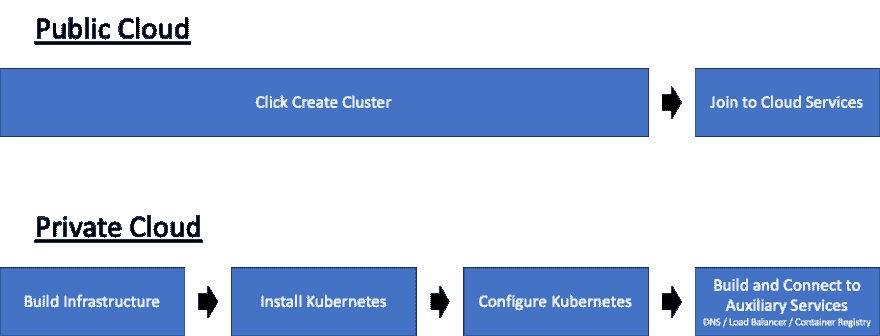 Public Cloud
Click Create Cluster
Join to Cloud Services
Private Cloud
Build Infrastructure
Install Kubernetes
Configure Kubernetes
Build and Connect to
Auxiliary Services
DNS / Load Balancer / Container Registry